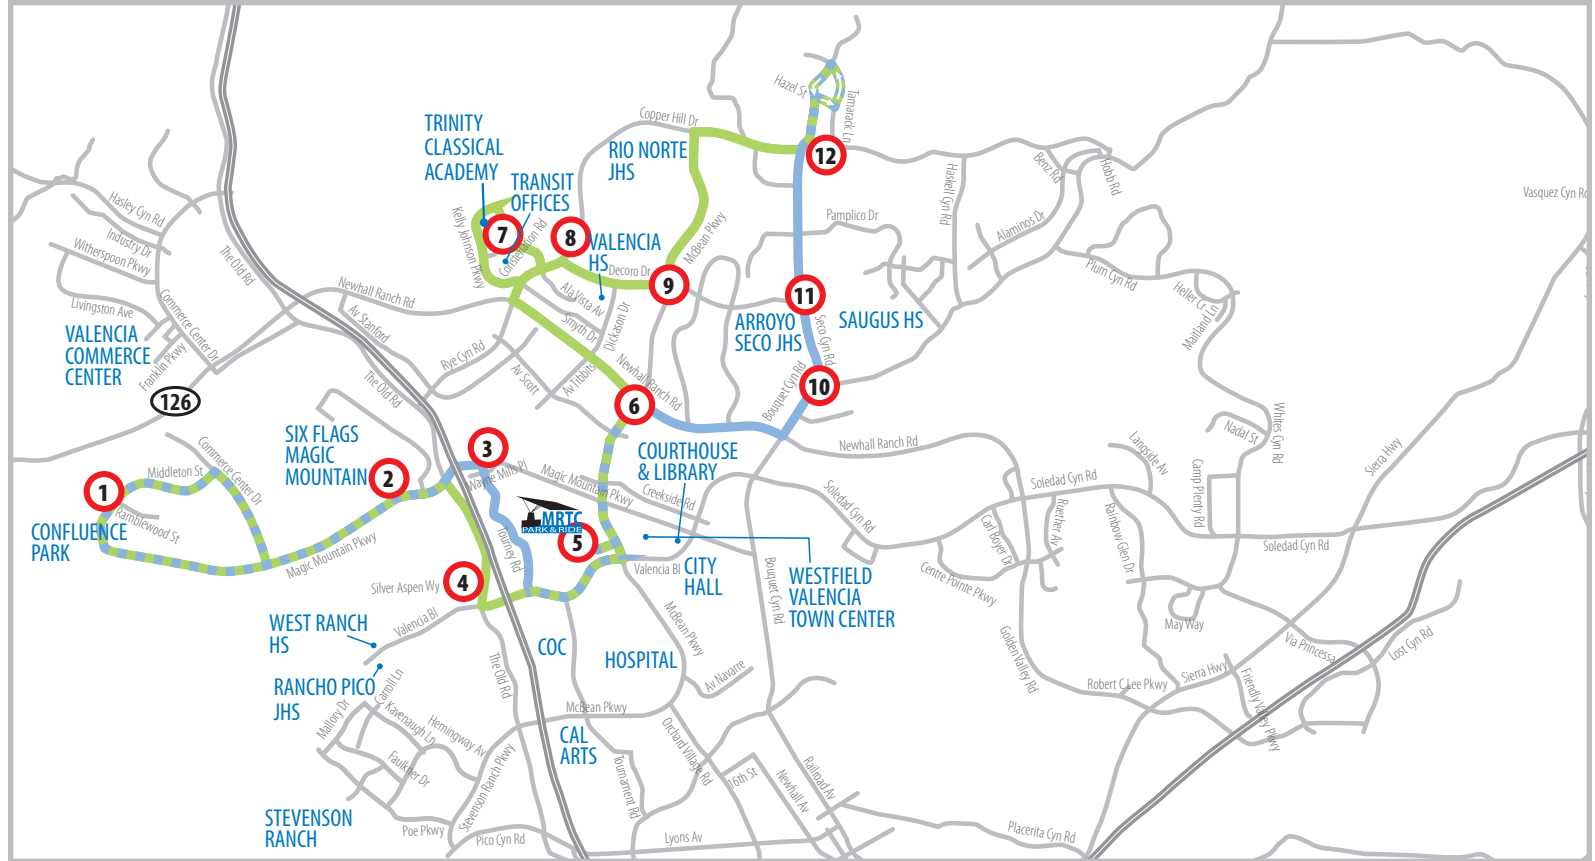 Hazel St
Tamarack Ln
Copper Hill Dr
TRINITY
CLASSICAL
ACADEMY
RIO NORTE
JHS
12
Benz Rd
Hobb Rd
Haskell Cyn Rd
Vasquez Cyn Rd
TRANSIT
OFFICES
Hasley Cyn Rd
Industry Dr
Witherspoon Pkwy
The Old Rd
Kelly Johnson Pkwy
7
Constellation Rd
8
VALENCIA
HS
McBean Pkwy
Pamplico Dr
Alaminos Dr
Decoro Dr
9
11
Plum Cyn Rd
Heller Cr
Maitland Ln
Newhall Ranch Rd
Livingston Ave
Commerce Center Dr
Av Stanford
Ala Vista Av
Smyth Dr
Dickason Dr
ARROYO
SECO JHS
Seco Cyn Rd
SAUGUS HS
VALENCIA
COMMERCE
CENTER
Franklin Pkwy
126
The Old Rd
Rye Cyn Rd
Av Scott
Av Tibbits
Newhall Ranch Rd
6
Bouquet Cyn Rd
10
Nadal St
Whites Cyn Rd
Sierra Hwy
SIX FLAGS
MAGIC
MOUNTAIN
2
3
Wayne Mills Pl
Magic Mountain Pkwy
Creekside Rd
COURTHOUSE
& LIBRARY
Newhall Ranch Rd
Langside Av
Camp Plenty Rd
Soledad Cyn Rd
Middleton St
Commerce Center Dr
1
Ramblewood St
CONFLUENCE
PARK
Magic Mountain Pkwy
Tourney Rd
MRTC
PARK & RIDE
5
Soledad Cyn Rd
Carl Boyer Dr
Ruether Av
Rainbow Glen Dr
Soledad Cyn Rd
Silver Aspen Wy
4
Valencia Bl
CITY
HALL
Bouquet Cyn Rd
WESTFIELD
VALENCIA
TOWN CENTER
Centre Pointe Pkwy
WEST RANCH
HS
Valencia Bl
COC
HOSPITAL
McBean Pkwy
Golden Valley Rd
May Way
Via Princessa
Lost Cyn Rd
RANCHO PICO
JHS
Carroll Ln
The Old Rd
Av Navarre
Sierra Hwy
Robert C Lee Pkwy
Friendly Valley Pkwy
Mallory Dr
Kavenaugh Ln
Hemingway Av
Faulkner Dr
McBean Pkwy
CAL
ARTS
Orchard Village Rd
Tournament Rd
16th St
Newhall Av
Railroad Av
STEVENSON
RANCH
Poe Pkwy
Stevenson Ranch Pkwy
Pico Cyn Rd
Lyons Av
Placerita Cyn Rd